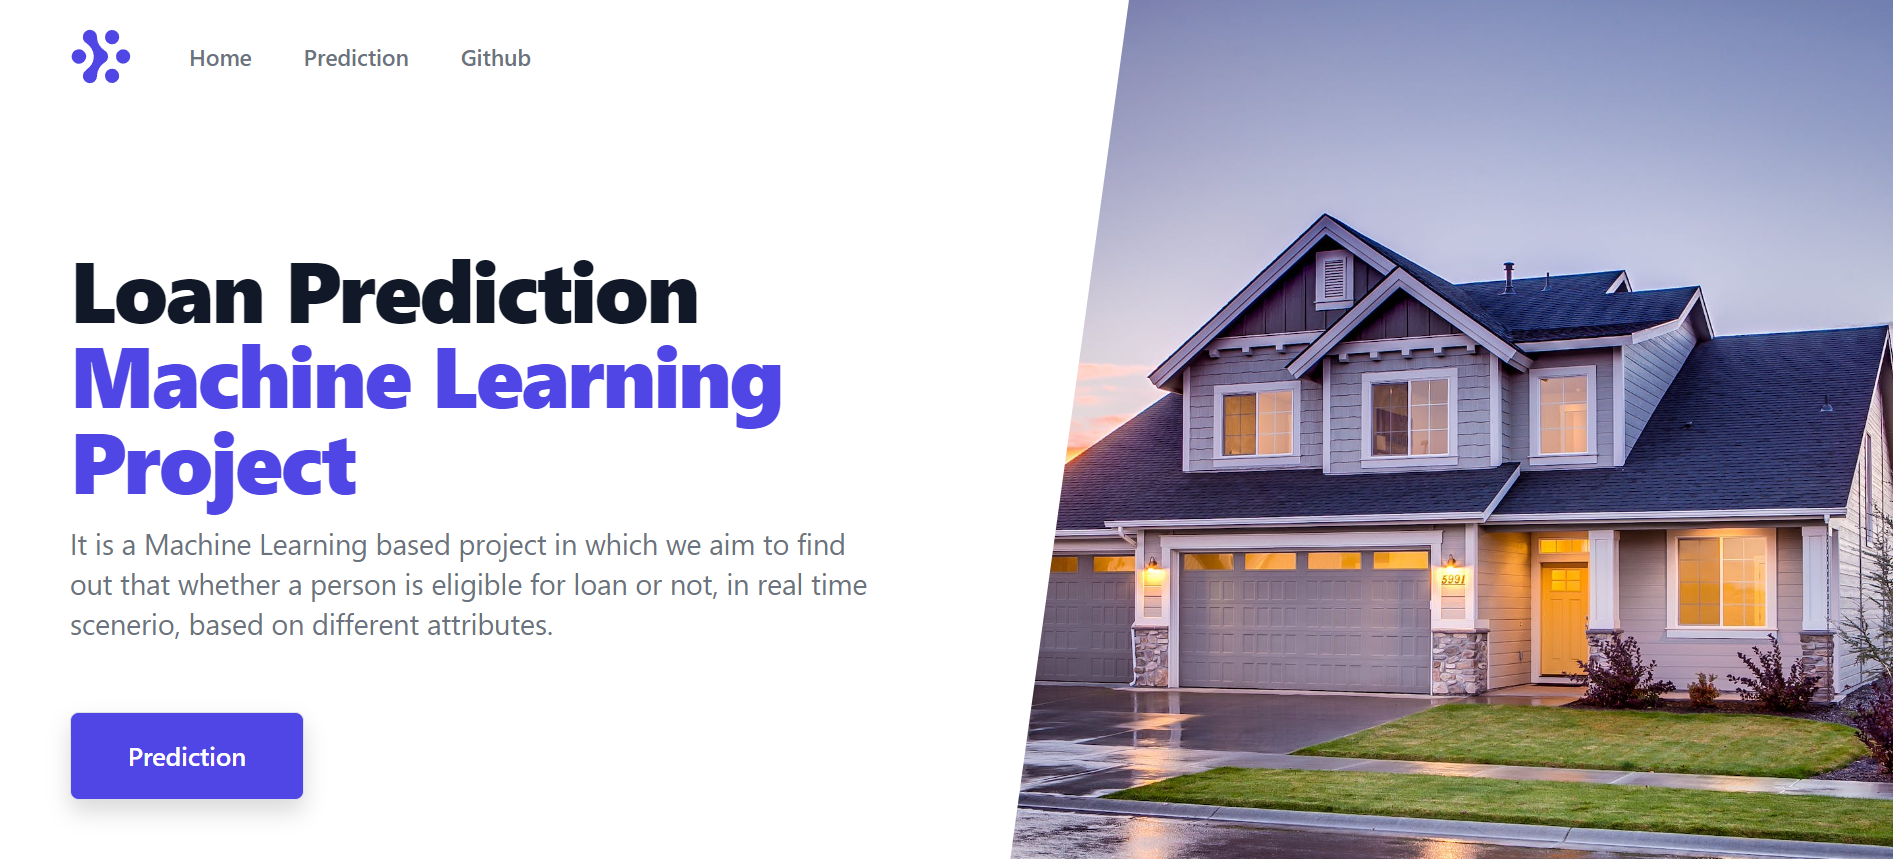 Home Prediction Github
Loan Prediction
Machine Learning
Project
It is a Machine Learning based project in which we aim to find
out that whether a person is eligible for loan or not, in real time
scenerio, based on different attributes.
Prediction
5991